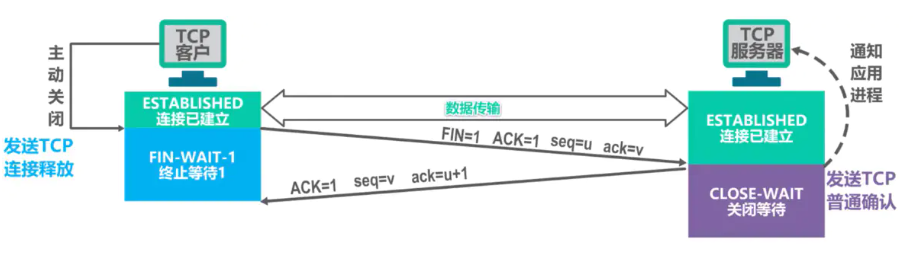 TCP
客户
主动关闭
ESTABLISHED
连接已建立
发送TCP
连接释放
FIN-WAIT-1
终止等待1
数据传输
FIN=1 ACK=1 seq=u ack=v
ACK=1 seq=v ack=u+1
TCP
服务器
通知
应用
进程
ESTABLISHED
连接已建立
CLOSE-WAIT
关闭等待
发送TCP
普通确认